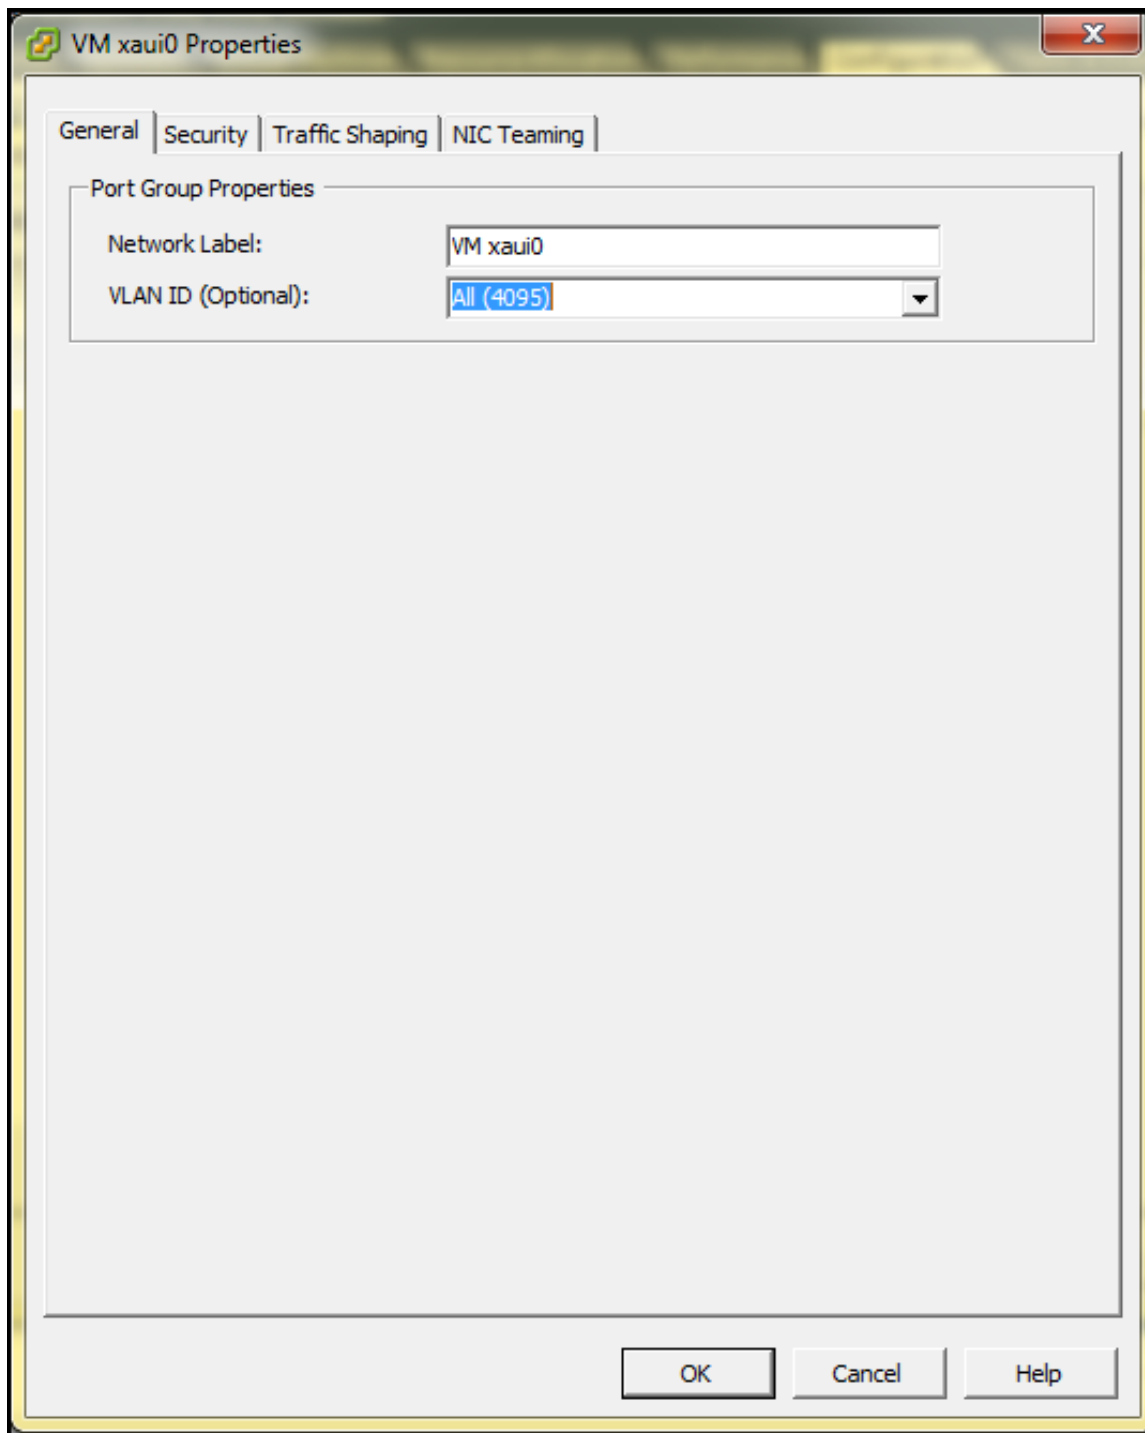 VM xaui0 Properties
General Security Traffic Shaping NIC Teaming
Port Group Properties
Network Label: VM xaui0
VLAN ID (Optional): All (4095)
OK Cancel Help